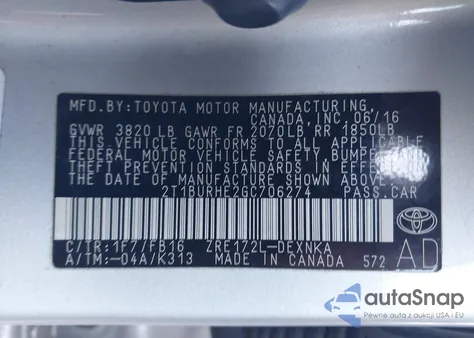 MFD.BY:TOYOTA MOTOR MANUFACTURING,
CANADA, INC. 06/16
GVWR 3820 LB GAWR FR 2070LB RR 1850LB
THIS VEHICLE CONFORMS TO ALL APPLICABLE
FEDERAL MOTOR VEHICLE SAFETY, BUMPER, AND
THEFT PREVENTION STANDARDS IN EFFECT ON
THE DATE OF MANUFACTURE SHOWN ABOVE.
2T1BURHE2GC706274 PASS.CAR
C/TR:1F7/FB16 ZRE172L-DEXNKA
A/TM:-04A/K313 MADE IN CANADA 572
TOYOTA
AD
autoSnap
Pewne auta z aukcji USA i EU